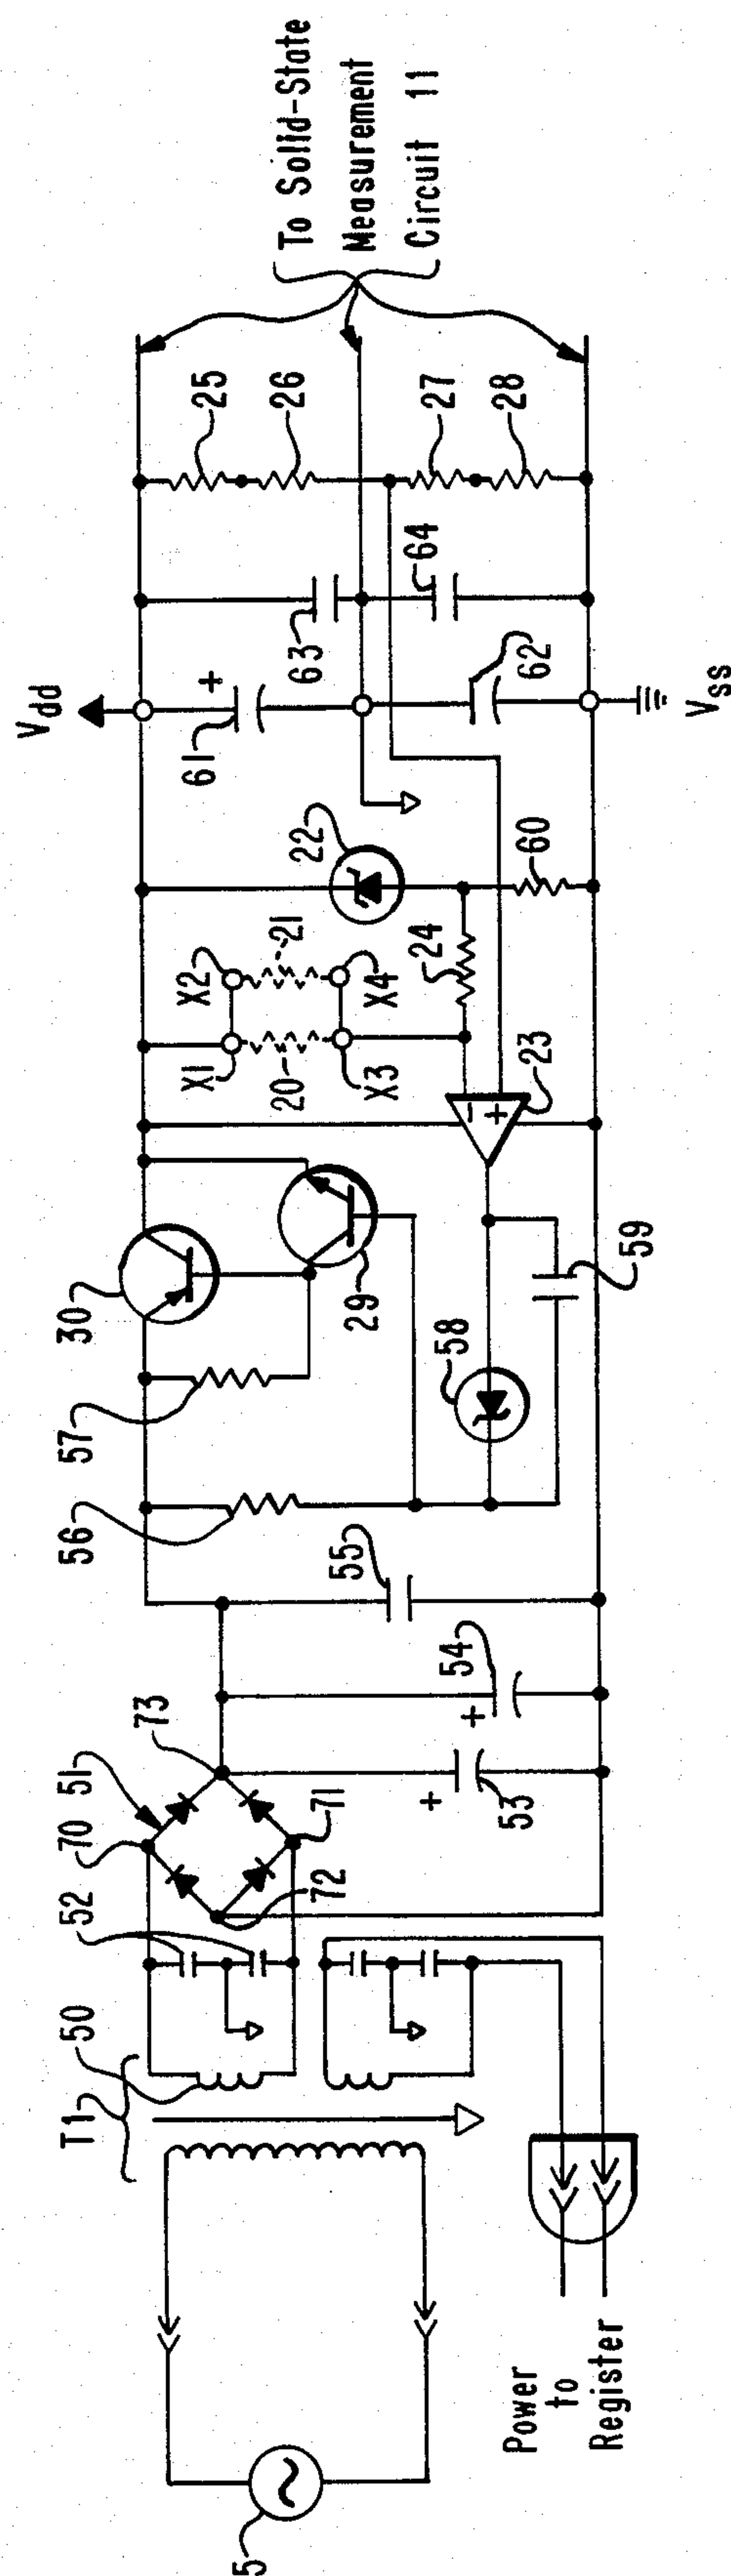 To Solid-State
Measurement
Circuit 11
25
26
27
28
63
64
Vdd
+
61
62
Vss
22
60
X2
21
X4
24
X1
20
X3
23
-
+
30
29
59
57
58
56
55
54
+
73
51
53
+
70
71
52
72
50
T1
Power
to
Register
5